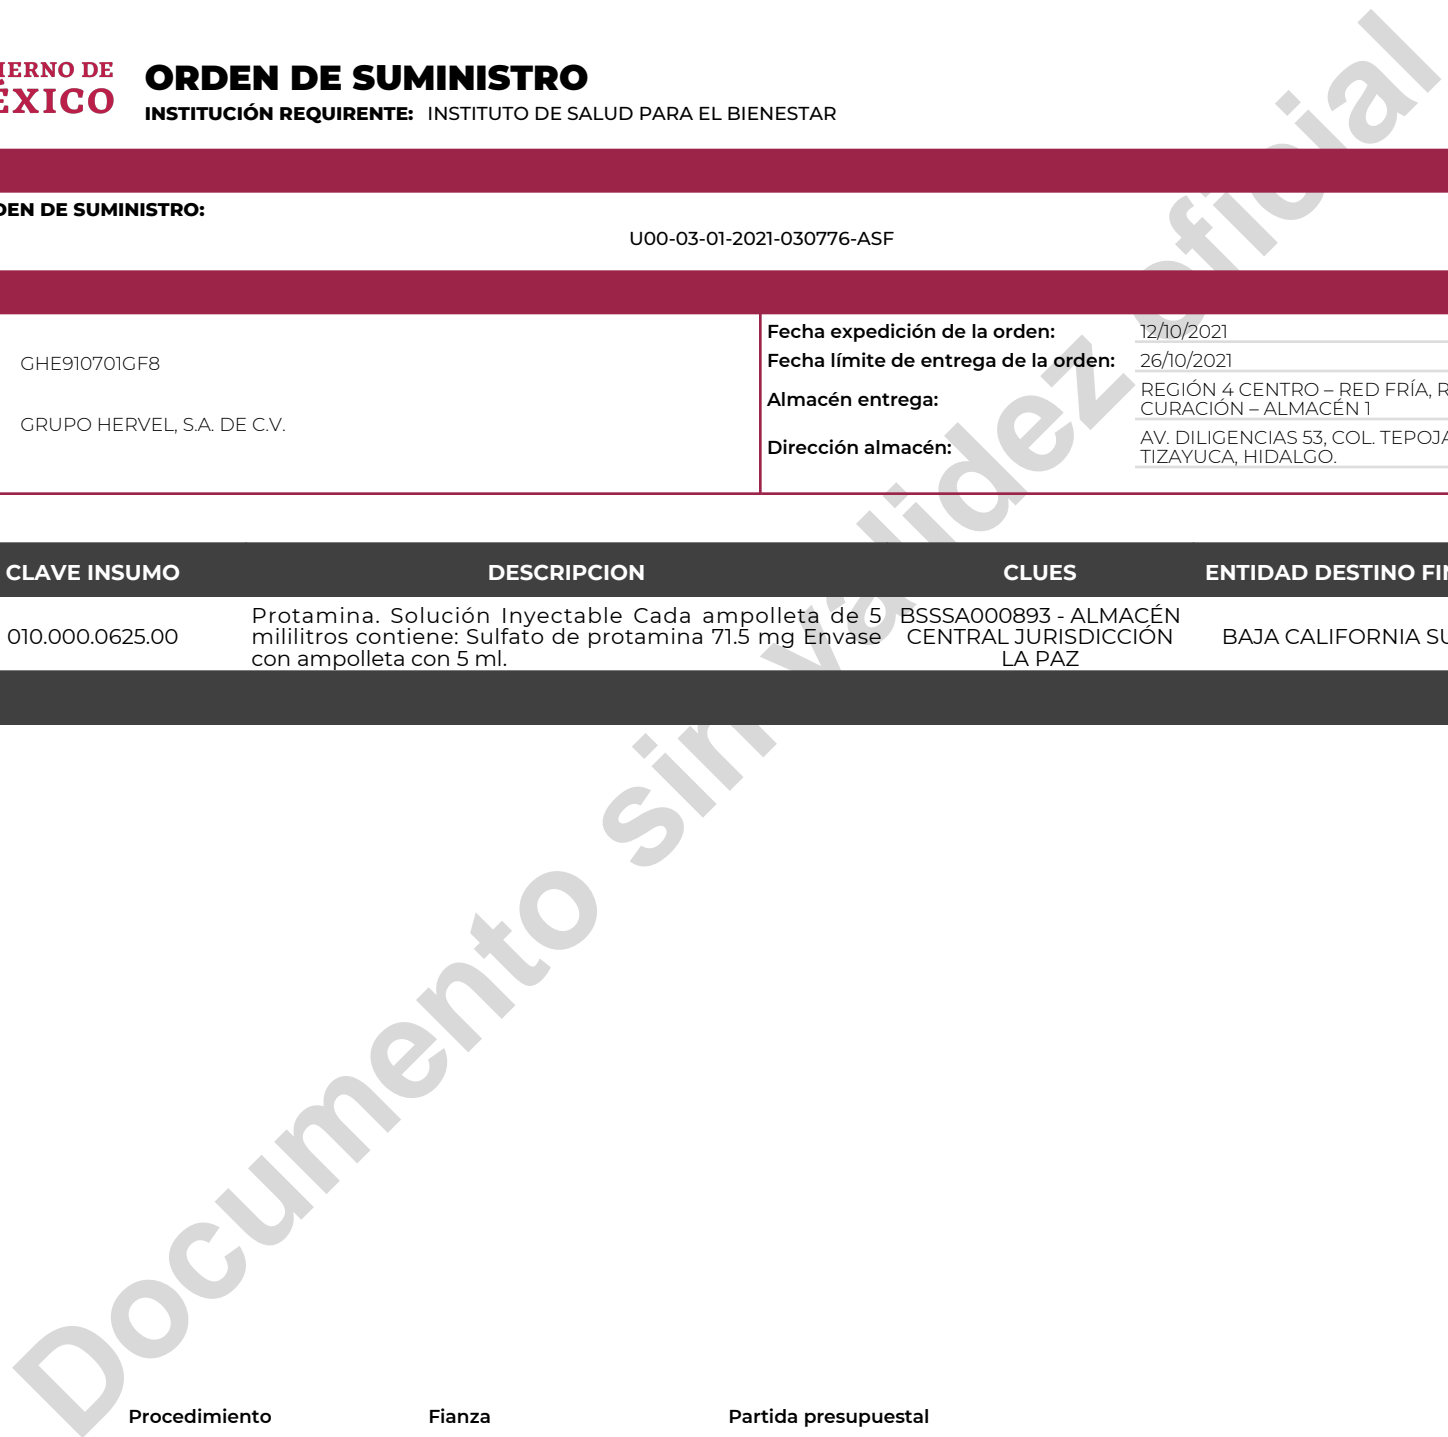 IERNO DE
ÉXICO
ORDEN DE SUMINISTRO
INSTITUCIÓN REQUIRENTE: INSTITUTO DE SALUD PARA EL BIENESTAR
DEN DE SUMINISTRO:
U00-03-01-2021-030776-ASF
GHE910701GF8
GRUPO HERVEL, S.A. DE C.V.
Fecha expedición de la orden: 12/10/2021
Fecha límite de entrega de la orden: 26/10/2021
Almacén entrega: REGIÓN 4 CENTRO – RED FRÍA, R
CURACIÓN – ALMACÉN 1
Dirección almacén: AV. DILIGENCIAS 53, COL. TEPOJA
TIZAYUCA, HIDALGO.
CLAVE INSUMO DESCRIPCION CLUES ENTIDAD DESTINO FIN
010.000.0625.00
Protamina. Solución Inyectable Cada ampolleta de 5
mililitros contiene: Sulfato de protamina 71.5 mg Envase
con ampolleta con 5 ml.
BSSSA000893 - ALMACÉN
CENTRAL JURISDICCIÓN
LA PAZ
BAJA CALIFORNIA SU
Documento sin validez oficial
Procedimiento Fianza Partida presupuestal